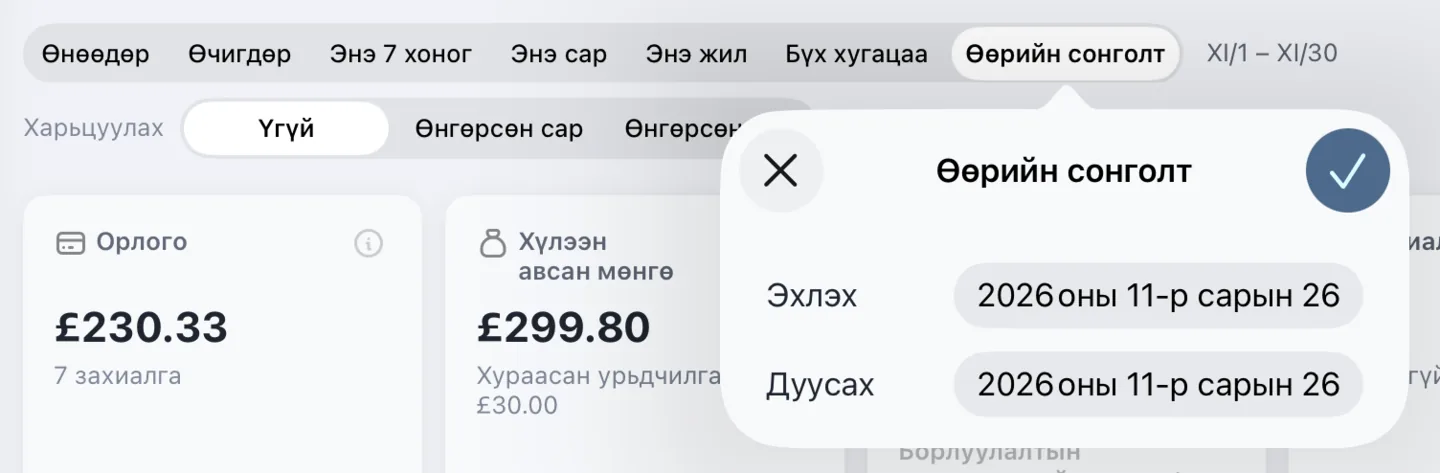 Өнөөдөр Өчигдөр Энэ 7 хоног Энэ сар Энэ жил Бүх хугацаа Өөрийн сонголт XI/1 – XI/30
Харьцуулах Үгүй Өнгөрсөн сар Өнгөрсөн
Өөрийн сонголт
Эхлэх 2026 оны 11-р сарын 26
Дуусах 2026 оны 11-р сарын 26
Орлого
£230.33
7 захиалга
Хүлээн
авсан мөнгө
£299.80
Хураасан урьдчилга
£30.00
Борлуулалтын